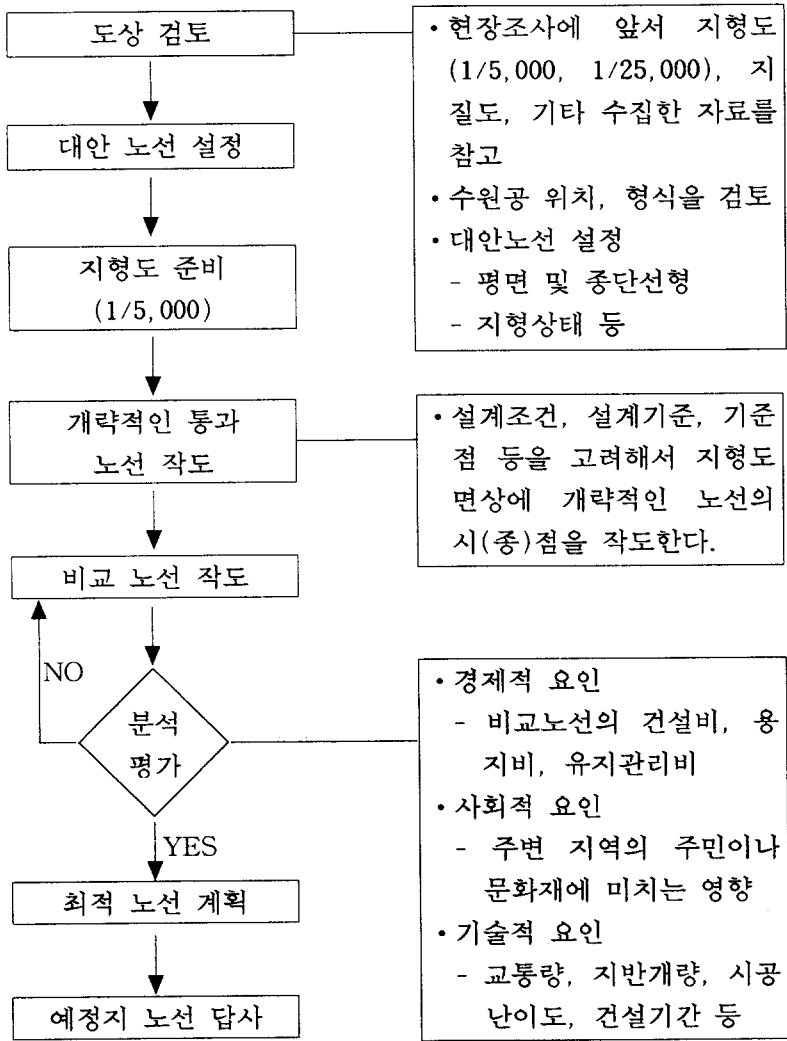 도상 검토
• 현장조사에 앞서 지형도
(1/5,000, 1/25,000), 지
질도, 기타 수집한 자료를
참고
• 수원공 위치, 형식을 검토
• 대안노선 설정
- 평면 및 종단선형
- 지형상태 등
대안 노선 설정
지형도 준비
(1/5,000)
개략적인 통과
노선 작도
• 설계조건, 설계기준, 기준
점 등을 고려해서 지형도
면상에 개략적인 노선의
시(종)점을 작도한다.
비교 노선 작도
NO
분석
평가
YES
• 경제적 요인
- 비교노선의 건설비, 용
지비, 유지관리비
• 사회적 요인
- 주변 지역의 주민이나
문화재에 미치는 영향
• 기술적 요인
- 교통량, 지반개량, 시공
난이도, 건설기간 등
최적 노선 계획
예정지 노선 답사